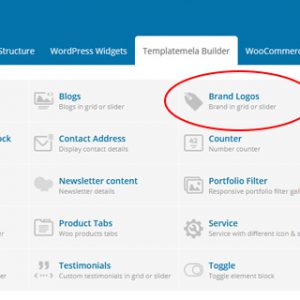 Structure WordPress Widgets Templatemela Builder WooCommerc
Blogs
Blogs in grid or slider
Brand Logos
Brand in grid or slider
ock
Contact Address
Display contact details
Counter
Number counter
Newsletter content
Newsletter details
Portfolio Filter
Responsive portfolio filter gal
Product Tabs
Woo products tabs
Service
Service with different icon & s
Testimonials
Custom testimonials in grid or slider
Toggle
Toggle element block